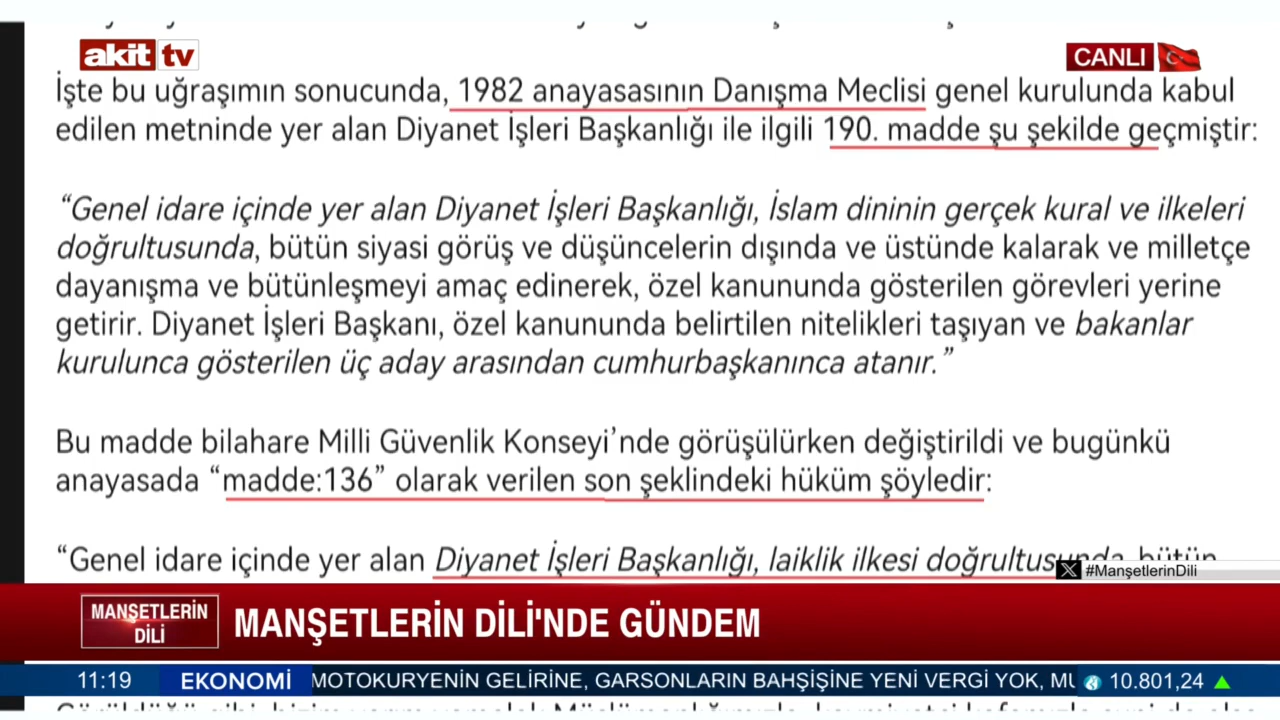 akit tv
CANLI
İşte bu uğraşımın sonucunda, 1982 anayasasının Danışma Meclisi genel kurulunda kabul
edilen metninde yer alan Diyanet İşleri Başkanlığı ile ilgili 190. madde şu şekilde geçmiştir:
“Genel idare içinde yer alan Diyanet İşleri Başkanlığı, İslam dininin gerçek kural ve ilkeleri
doğrultusunda, bütün siyasi görüş ve düşüncelerin dışında ve üstünde kalarak ve milletçe
dayanışma ve bütünleşmeyi amaç edinerek, özel kanununda gösterilen görevleri yerine
getirir. Diyanet İşleri Başkanı, özel kanununda belirtilen nitelikleri taşıyan ve bakanlar
kurulunca gösterilen üç aday arasından cumhurbaşkanınca atanır.”
Bu madde bilahare Milli Güvenlik Konseyi’nde görüşülürken değiştirildi ve bugünkü
anayasada “madde:136” olarak verilen son şeklindeki hüküm şöyledir:
“Genel idare içinde yer alan Diyanet İşleri Başkanlığı, laiklik ilkesi doğrultusunda, bütün
X #ManşetlerinDili
MANŞETLERİN
DİLİ
MANŞETLERİN DİLİ'NDE GÜNDEM
11:19 EKONOMİ MOTOKURYENİN GELİRİNE, GARSONLARIN BAHŞİŞİNE YENİ VERGİ YOK, 10.801,24